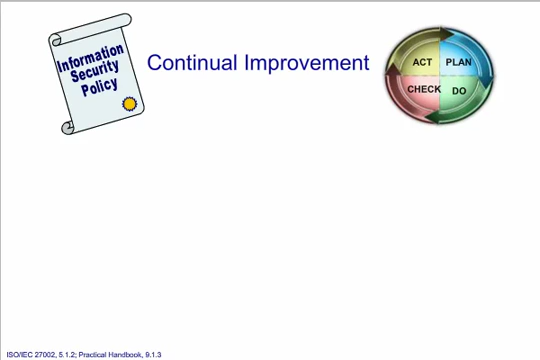 Information
Security
Policy
Continual Improvement
ACT PLAN
CHECK DO
ISO/IEC 27002, 5.1.2; Practical Handbook, 9.1.3